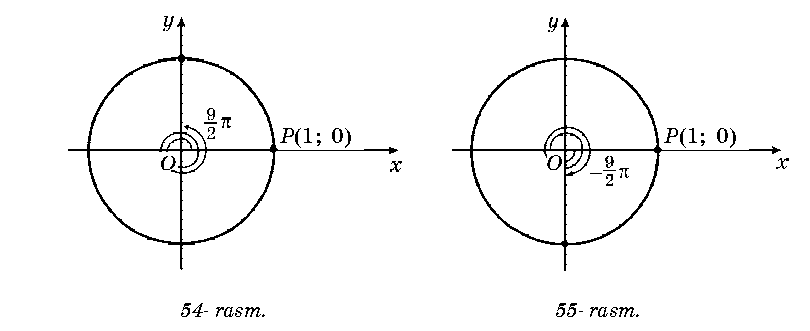 y
9/2 π
P(1; 0)
O
x
54- rasm.
y
P(1; 0)
O
-9/2 π
x
55- rasm.